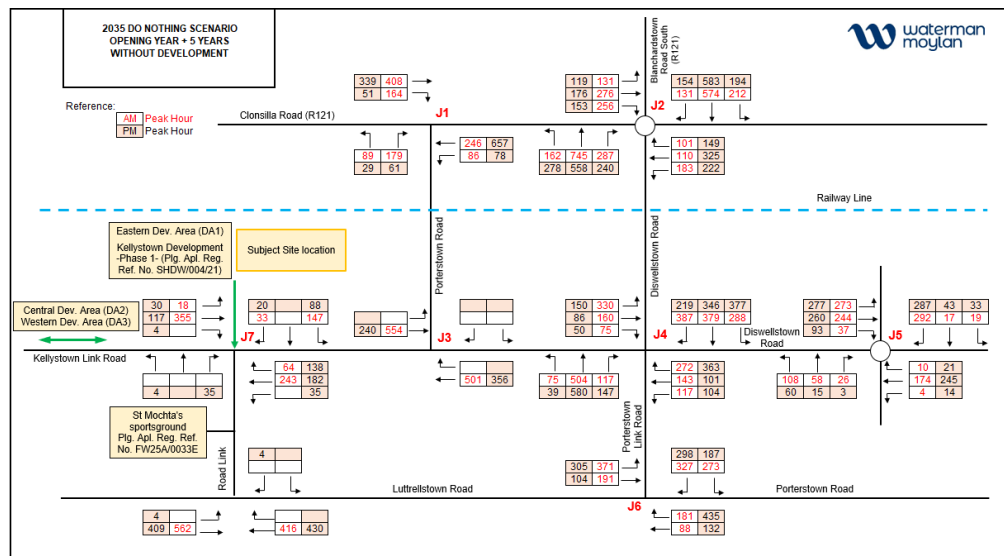 2035 DO NOTHING SCENARIO
OPENING YEAR + 5 YEARS
WITHOUT DEVELOPMENT
waterman
moylan
Reference:
AM Peak Hour
PM Peak Hour
Blanchardstown
Road South
(R121)
339 408
51 164
119 131
176 276
153 256
154 583 194
131 574 212
J1
J2
Clonsilla Road (R121)
89 179
29 61
246 657
86 78
162 745 287
278 558 240
101 149
110 325
183 222
Railway Line
Eastern Dev. Area (DA1)
Kellystown Development
-Phase 1- (Plg. Apl. Reg.
Ref. No. SHDW/004/21)
Subject Site location
Porterstown Road
Diswellstown Road
Central Dev. Area (DA2)
Western Dev. Area (DA3)
30 18
117 355
4
20 88
33 147
240 554
150 330
86 160
50 75
219 346 377
387 379 288
277 273
260 244
93 37
287 43 33
292 17 19
J7
J3
J4
Diswellstown
Road
J5
Kellystown Link Road
4 35
64 138
243 182
35
501 356
75 504 117
39 580 147
272 363
143 101
117 104
108 58 26
60 15 3
10 21
174 245
4 14
St Mochta's
sportsground
Plg. Apl. Reg. Ref.
No. FW25A/0033E
Road Link
4
Porterstown
Link Road
305 371
104 191
298 187
327 273
Luttrellstown Road
Porterstown Road
J6
4
409 562
416 430
181 435
88 132